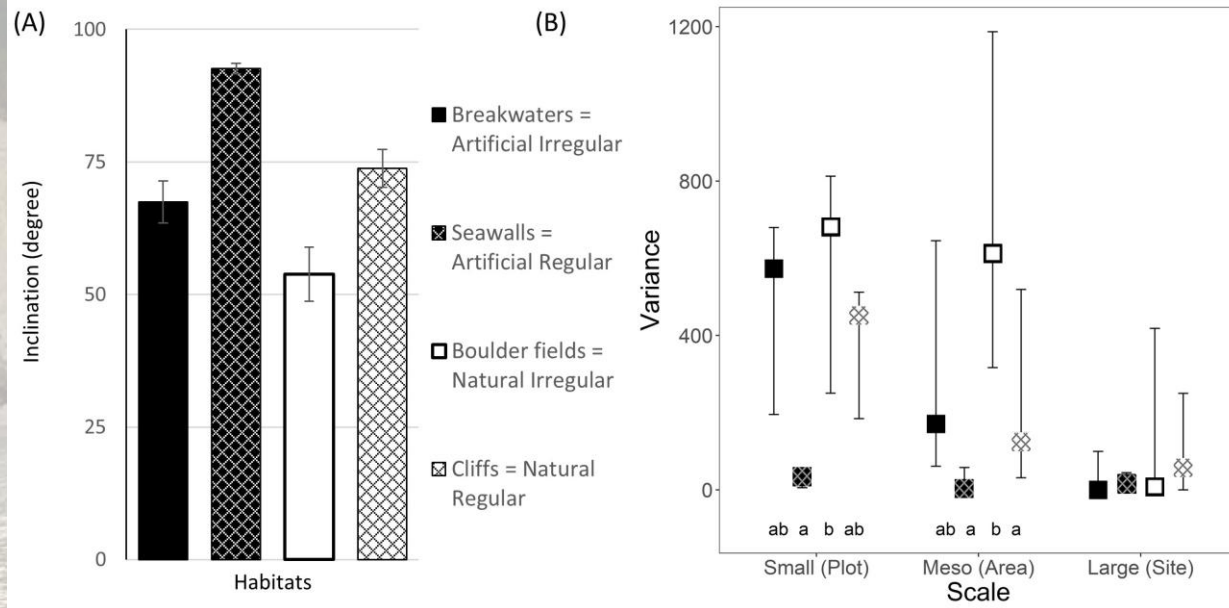 (A)
100
75
50
25
0
Inclination (degree)
Habitats
Breakwaters =
Artificial Irregular
Seawalls =
Artificial Regular
Boulder fields =
Natural Irregular
Cliffs = Natural
Regular
(B)
1200
800
400
0
Variance
ab a b ab
ab a b a
Small (Plot) Meso (Area) Large (Site)
Scale